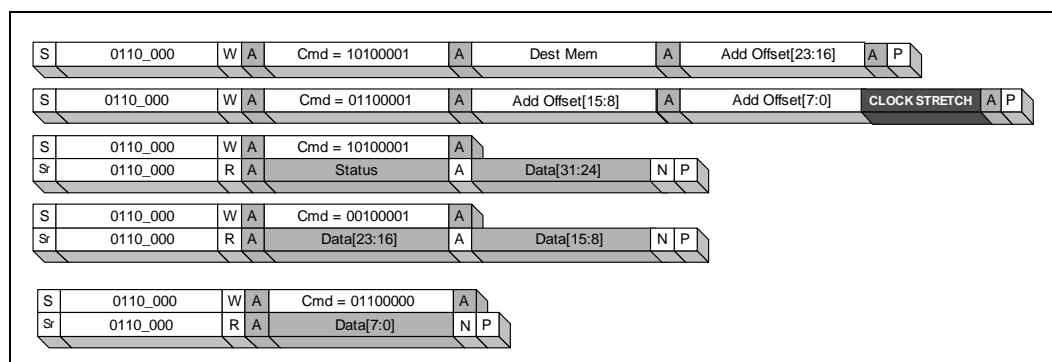 S 0110_000 W A Cmd = 10100001 A Dest Mem A Add Offset[23:16] A P
S 0110_000 W A Cmd = 01100001 A Add Offset[15:8] A Add Offset[7:0] CLOCK STRETCH A P
S 0110_000 W A Cmd = 10100001 A
Sr 0110_000 R A Status A Data[31:24] N P
S 0110_000 W A Cmd = 00100001 A
Sr 0110_000 R A Data[23:16] A Data[15:8] N P
S 0110_000 W A Cmd = 01100000 A
Sr 0110_000 R A Data[7:0] N P